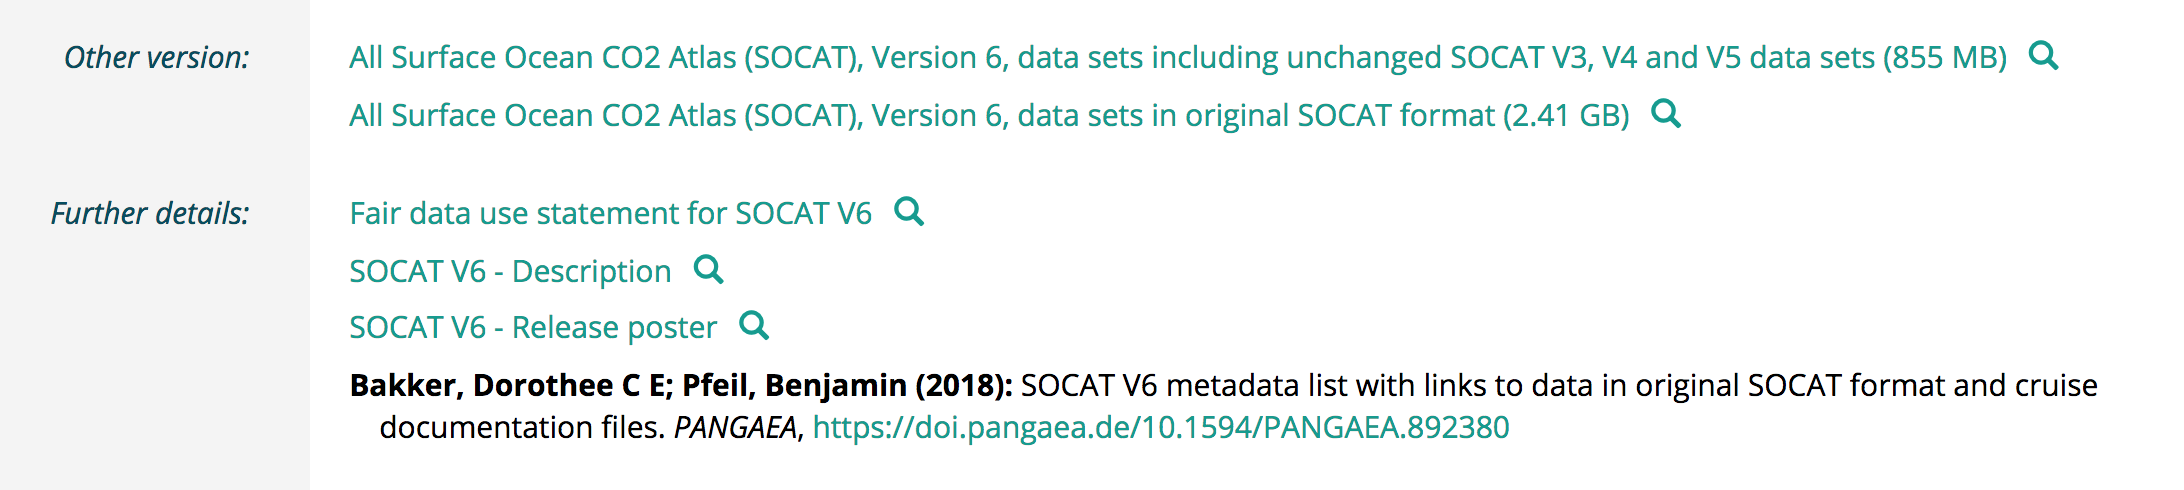 Other version:
All Surface Ocean CO2 Atlas (SOCAT), Version 6, data sets including unchanged SOCAT V3, V4 and V5 data sets (855 MB)
All Surface Ocean CO2 Atlas (SOCAT), Version 6, data sets in original SOCAT format (2.41 GB)
Further details:
Fair data use statement for SOCAT V6
SOCAT V6 - Description
SOCAT V6 - Release poster
Bakker, Dorothee C E; Pfeil, Benjamin (2018): SOCAT V6 metadata list with links to data in original SOCAT format and cruise
documentation files. PANGAEA, https://doi.pangaea.de/10.1594/PANGAEA.892380